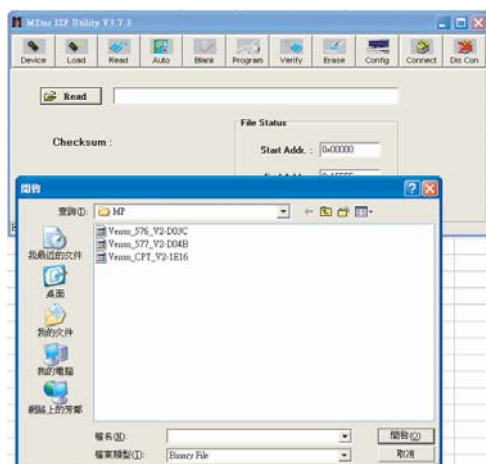 MStar ISP Utility V3.7.3
Device Load Read Auto Blank Program Verify Erase Config Connect Dis Con
Read
File Status
Checksum :
Start Addr. : 0x00000
開啓
查詢(I): MP
Venus_576_V2-D03C
Venus_577_V2-D04B
Venus_CPT_V2-1E16
我最近的文件
桌面
我的文件
我的電腦
網路上的芳鄰
檔名(N):
開啓(O)
檔案類型(T): Binary File
取消